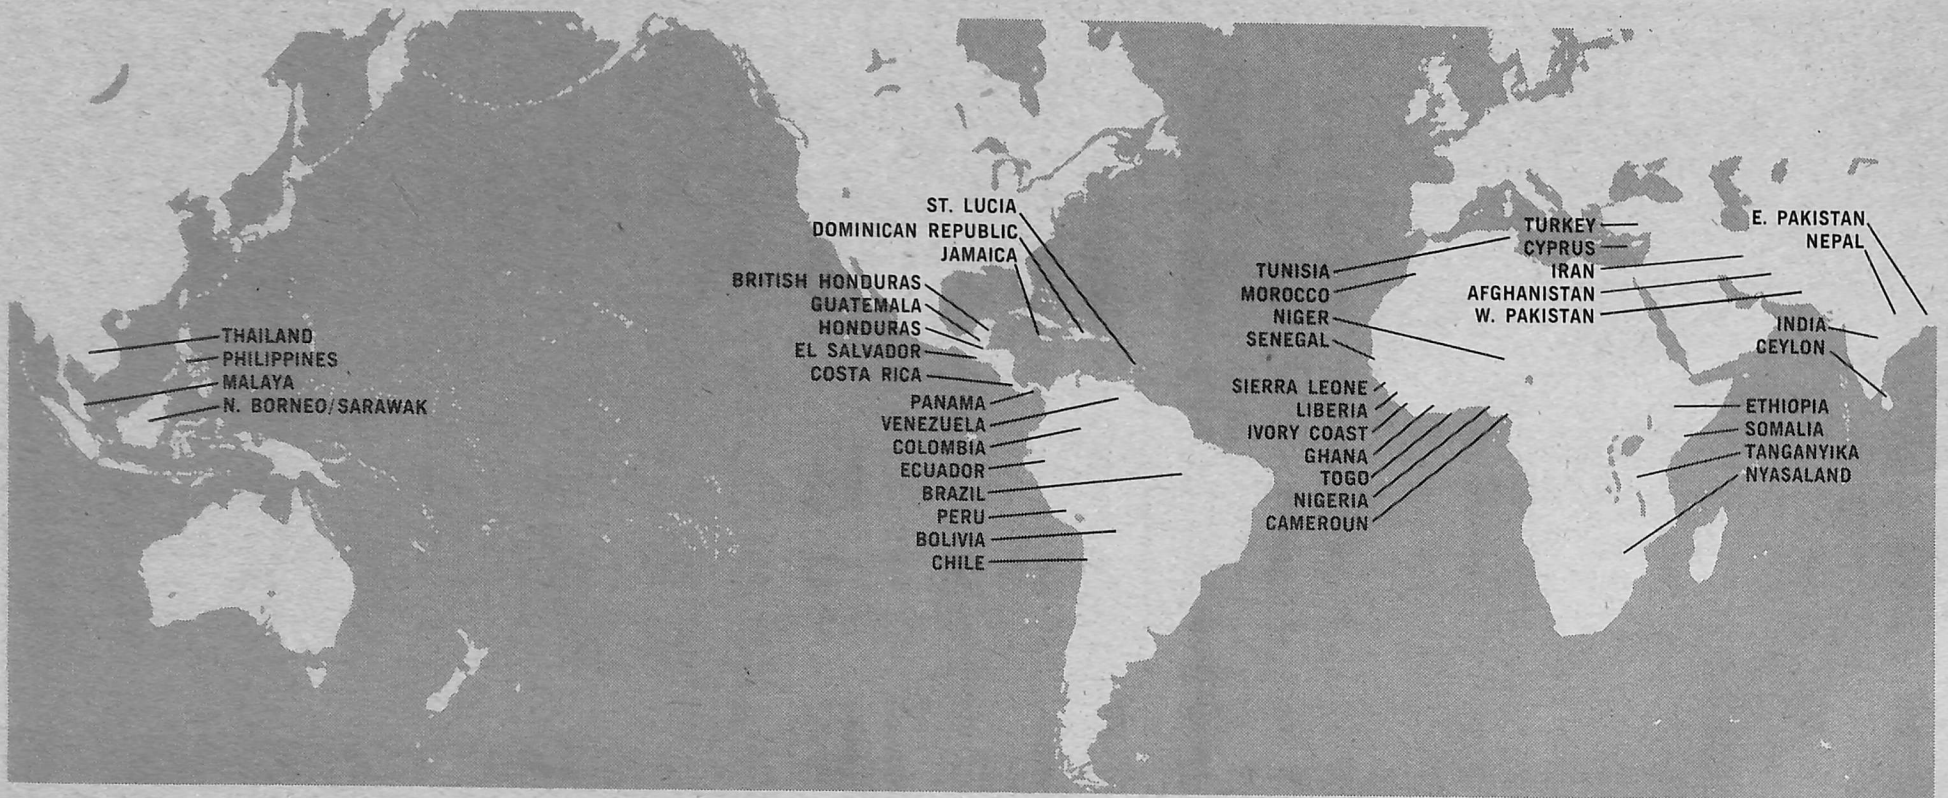 THAILAND
PHILIPPINES
MALAYA
N. BORNEO/SARAWAK
ST. LUCIA
DOMINICAN REPUBLIC
JAMAICA
BRITISH HONDURAS
GUATEMALA
HONDURAS
EL SALVADOR
COSTA RICA
PANAMA
VENEZUELA
COLOMBIA
ECUADOR
BRAZIL
PERU
BOLIVIA
CHILE
TUNISIA
MOROCCO
NIGER
SENEGAL
SIERRA LEONE
LIBERIA
IVORY COAST
GHANA
TOGO
NIGERIA
CAMEROUN
TURKEY
CYPRUS
IRAN
AFGHANISTAN
W. PAKISTAN
E. PAKISTAN
NEPAL
INDIA
CEYLON
ETHIOPIA
SOMALIA
TANGANYIKA
NYASALAND